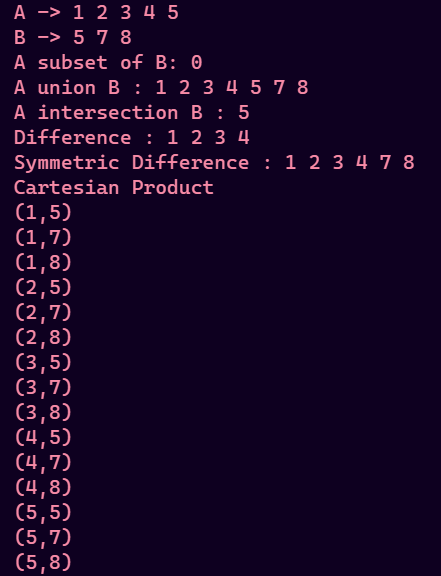 A -> 1 2 3 4 5
B -> 5 7 8
A subset of B: 0
A union B : 1 2 3 4 5 7 8
A intersection B : 5
Difference : 1 2 3 4
Symmetric Difference : 1 2 3 4 7 8
Cartesian Product
(1,5)
(1,7)
(1,8)
(2,5)
(2,7)
(2,8)
(3,5)
(3,7)
(3,8)
(4,5)
(4,7)
(4,8)
(5,5)
(5,7)
(5,8)